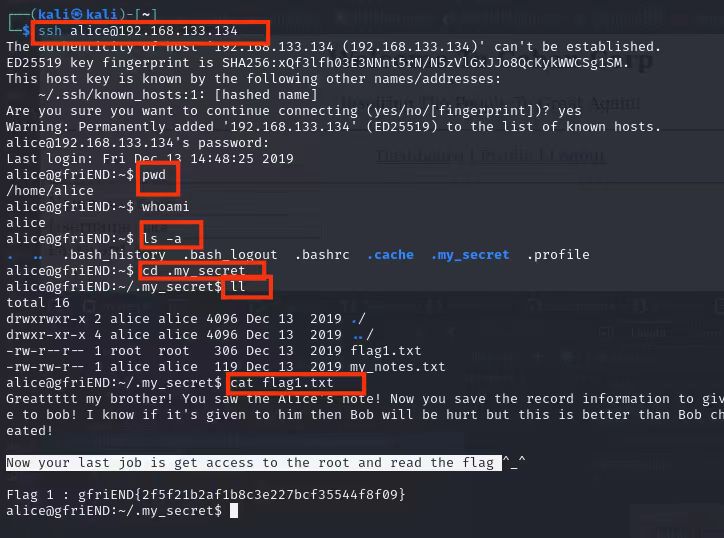 ┌──(kali㉿kali)-[~]
└─$ ssh alice@192.168.133.134
The authenticity of host '192.168.133.134 (192.168.133.134)' can't be established.
ED25519 key fingerprint is SHA256:xQf3lfh03E3NNnt5rN/N5zVlGxJJo8QcKykWWCSg1SM.
This host key is known by the following other names/addresses:
~/.ssh/known_hosts:1: [hashed name]
Are you sure you want to continue connecting (yes/no/[fingerprint])? yes
Warning: Permanently added '192.168.133.134' (ED25519) to the list of known hosts.
alice@192.168.133.134's password:
Last login: Fri Dec 13 14:48:25 2019
alice@gfriEND:~$ pwd
/home/alice
alice@gfriEND:~$ whoami
alice
alice@gfriEND:~$ ls -a
. .. .bash_history .bash_logout .bashrc .cache .my_secret .profile
alice@gfriEND:~$ cd .my_secret
alice@gfriEND:~/.my_secret$ ll
total 16
drwxrwxr-x 2 alice alice 4096 Dec 13 2019 ./
drwxr-xr-x 4 alice alice 4096 Dec 13 2019 ../
-rw-r--r-- 1 root root 306 Dec 13 2019 flag1.txt
-rw-rw-r-- 1 alice alice 119 Dec 13 2019 my_notes.txt
alice@gfriEND:~/.my_secret$ cat flag1.txt
Greattttt my brother! You saw the Alice's note! Now you save the record information to giv
e to bob! I know if it's given to him then Bob will be hurt but this is better than Bob ch
eated!
Now your last job is get access to the root and read the flag ^_^
Flag 1 : gfriEND{2f5f21b2af1b8c3e227bcf35544f8f09}
alice@gfriEND:~/.my_secret$